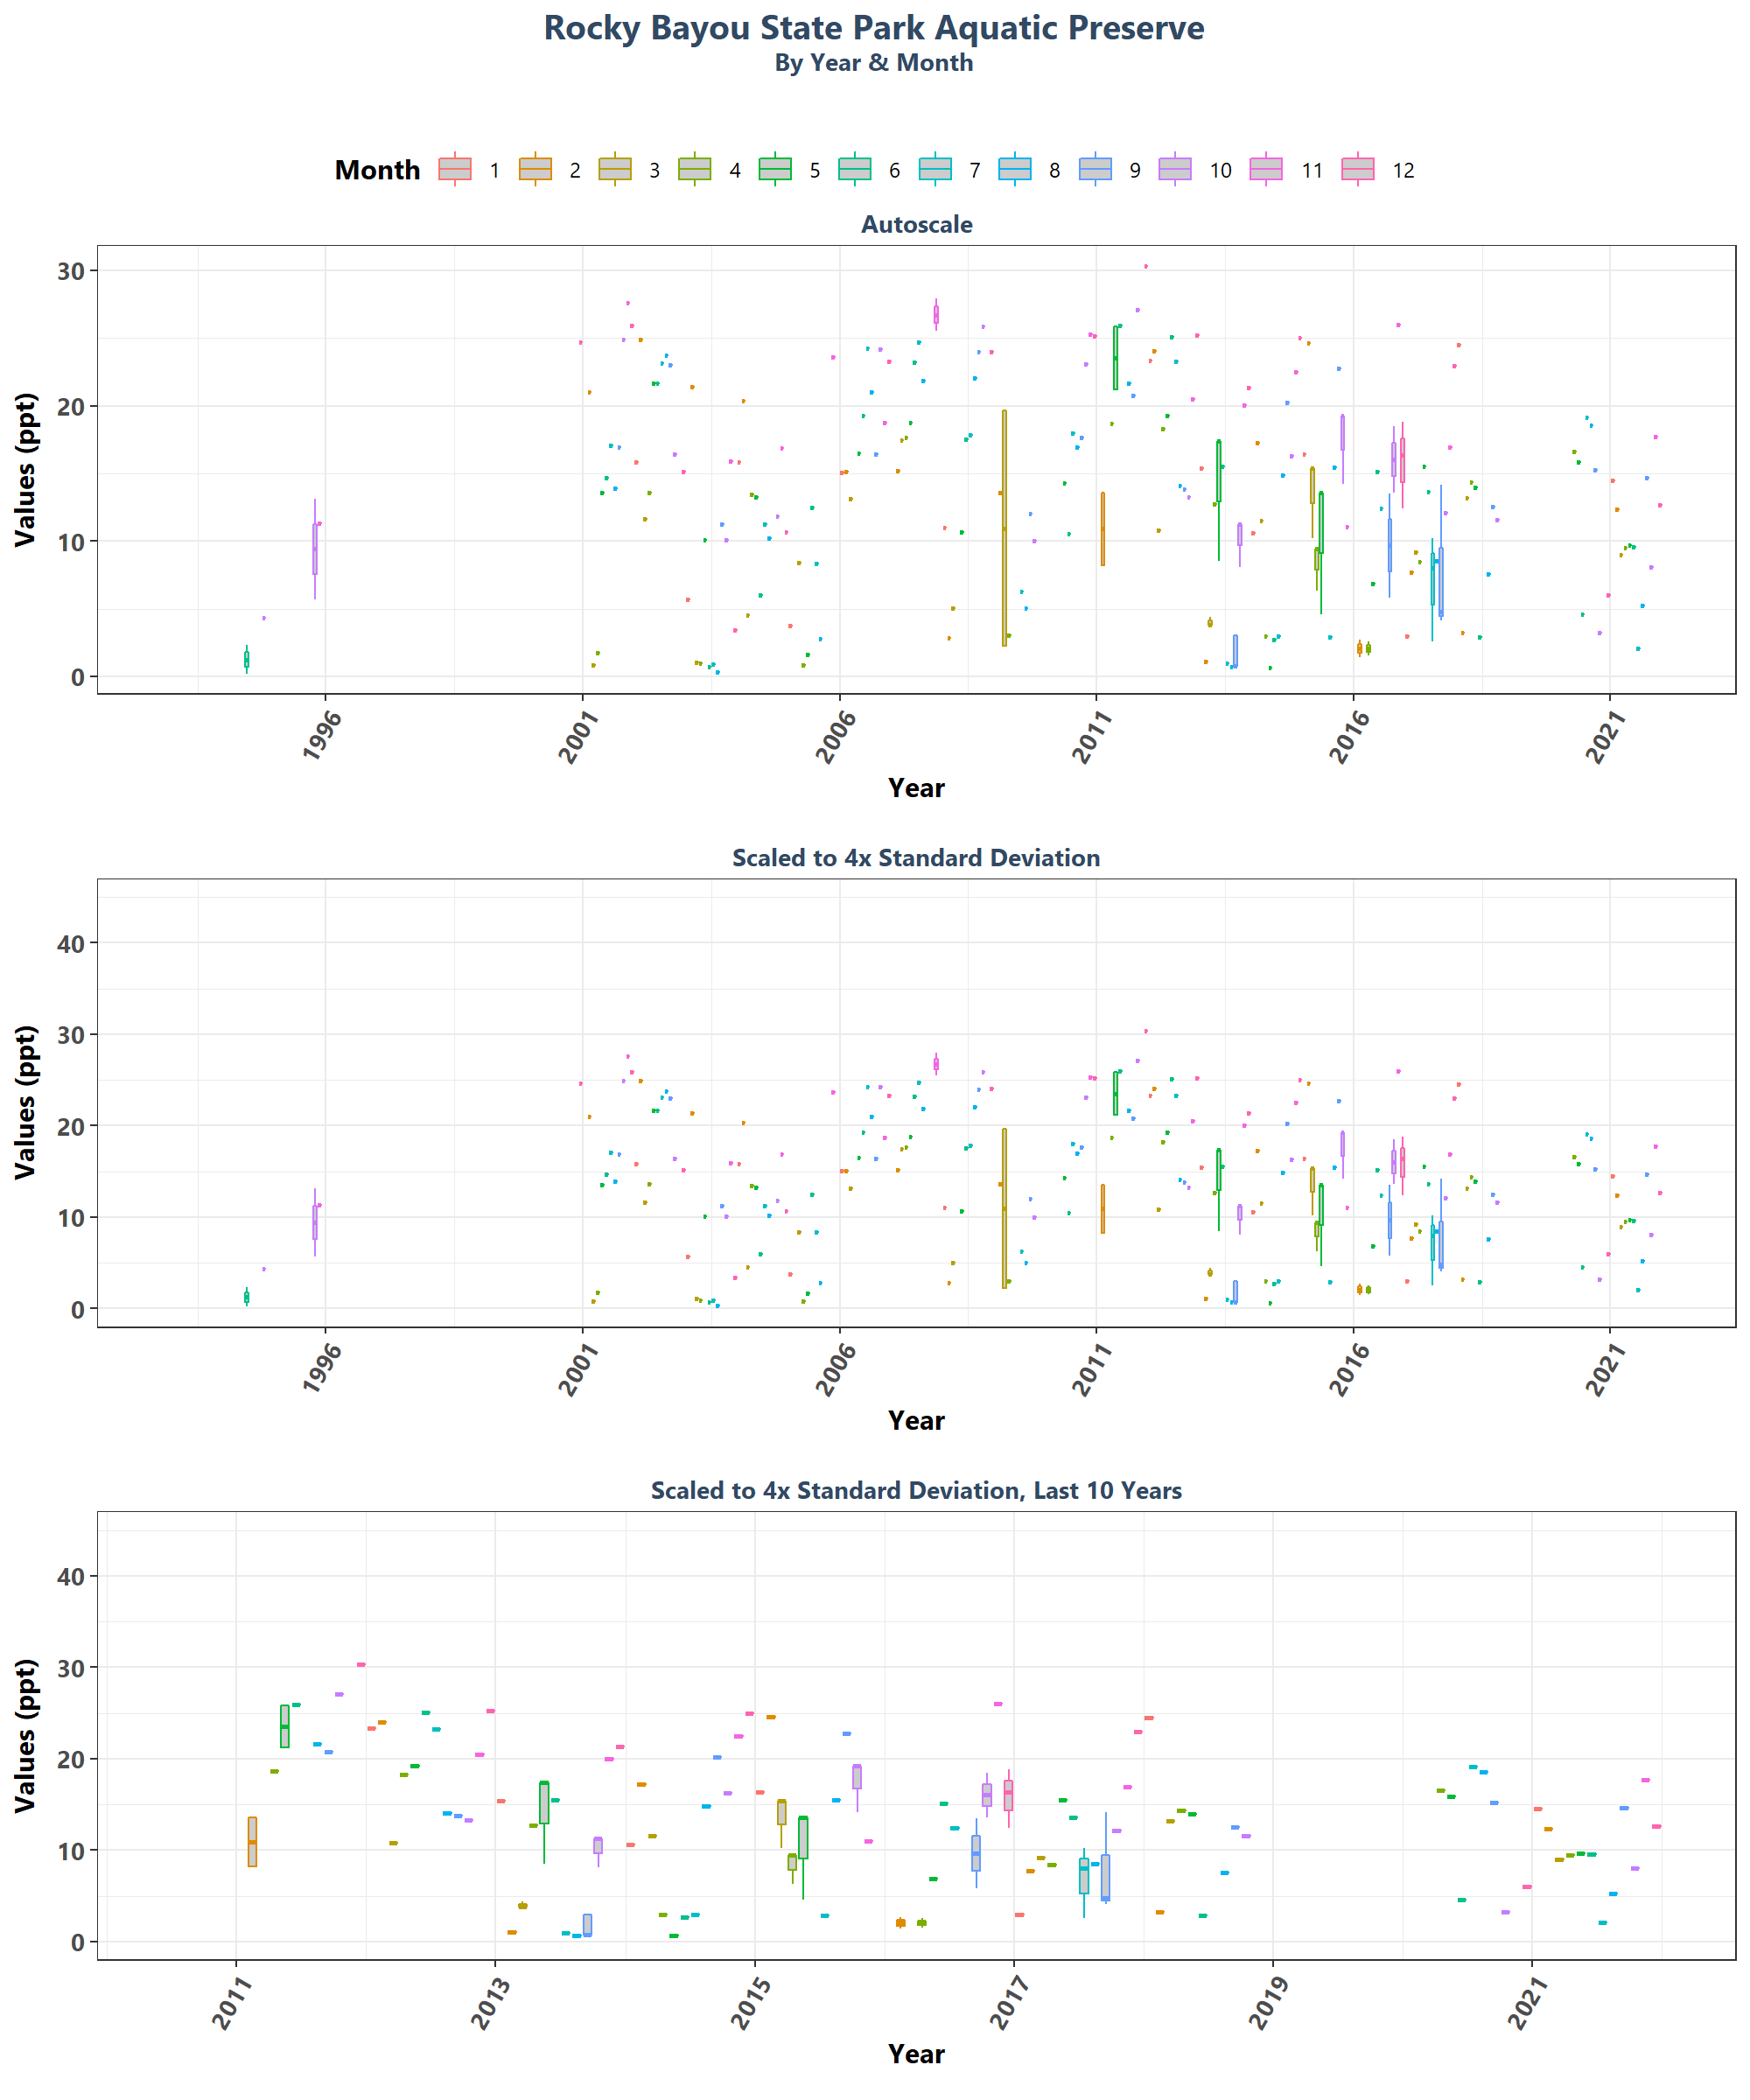 Rocky Bayou State Park Aquatic Preserve
By Year & Month
Month 1 2 3 4 5 6 7 8 9 10 11 12
Autoscale
Values (ppt)
30
20
10
0
1996 2001 2006 2011 2016 2021
Year
Scaled to 4x Standard Deviation
Values (ppt)
40
30
20
10
0
1996 2001 2006 2011 2016 2021
Year
Scaled to 4x Standard Deviation, Last 10 Years
Values (ppt)
40
30
20
10
0
2011 2013 2015 2017 2019 2021
Year